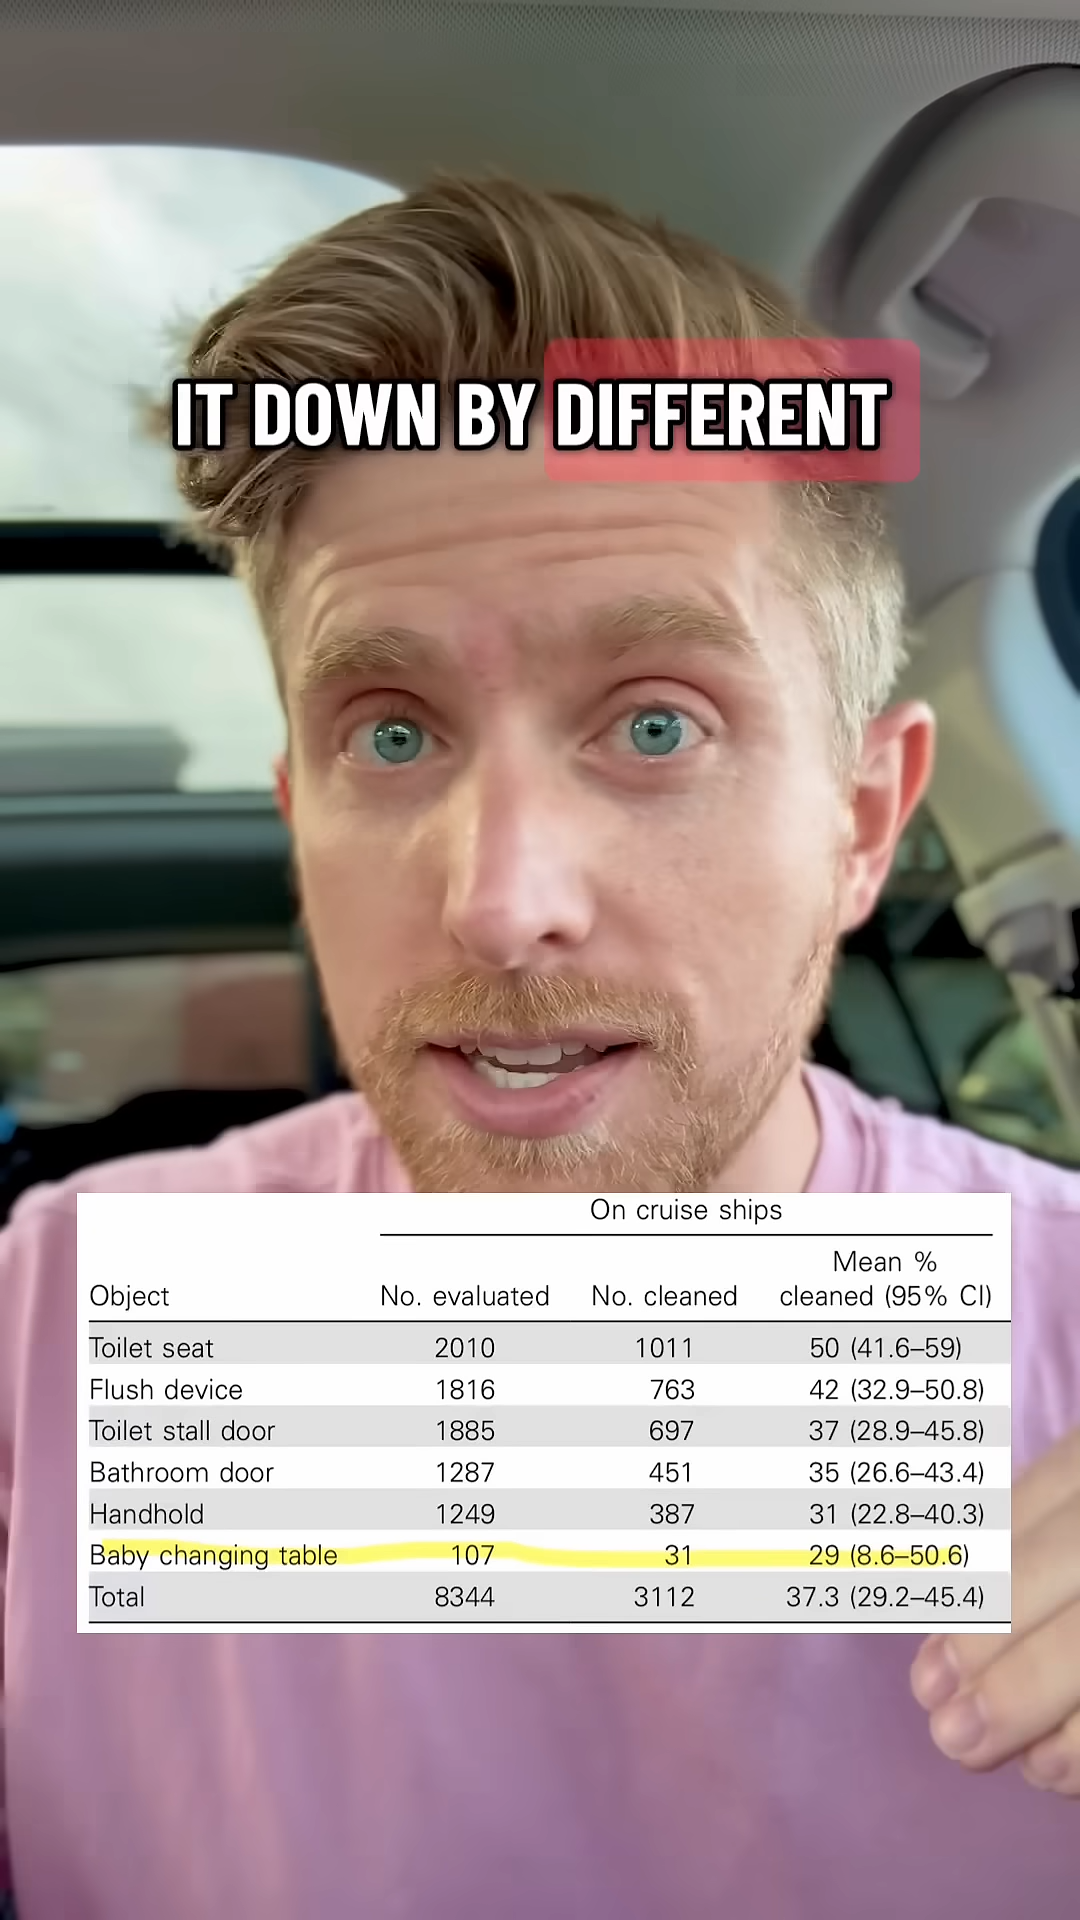 IT DOWN BY DIFFERENT
On cruise ships
Object No. evaluated No. cleaned Mean % cleaned (95% CI)
Toilet seat 2010 1011 50 (41.6–59)
Flush device 1816 763 42 (32.9–50.8)
Toilet stall door 1885 697 37 (28.9–45.8)
Bathroom door 1287 451 35 (26.6–43.4)
Handhold 1249 387 31 (22.8–40.3)
Baby changing table 107 31 29 (8.6–50.6)
Total 8344 3112 37.3 (29.2–45.4)